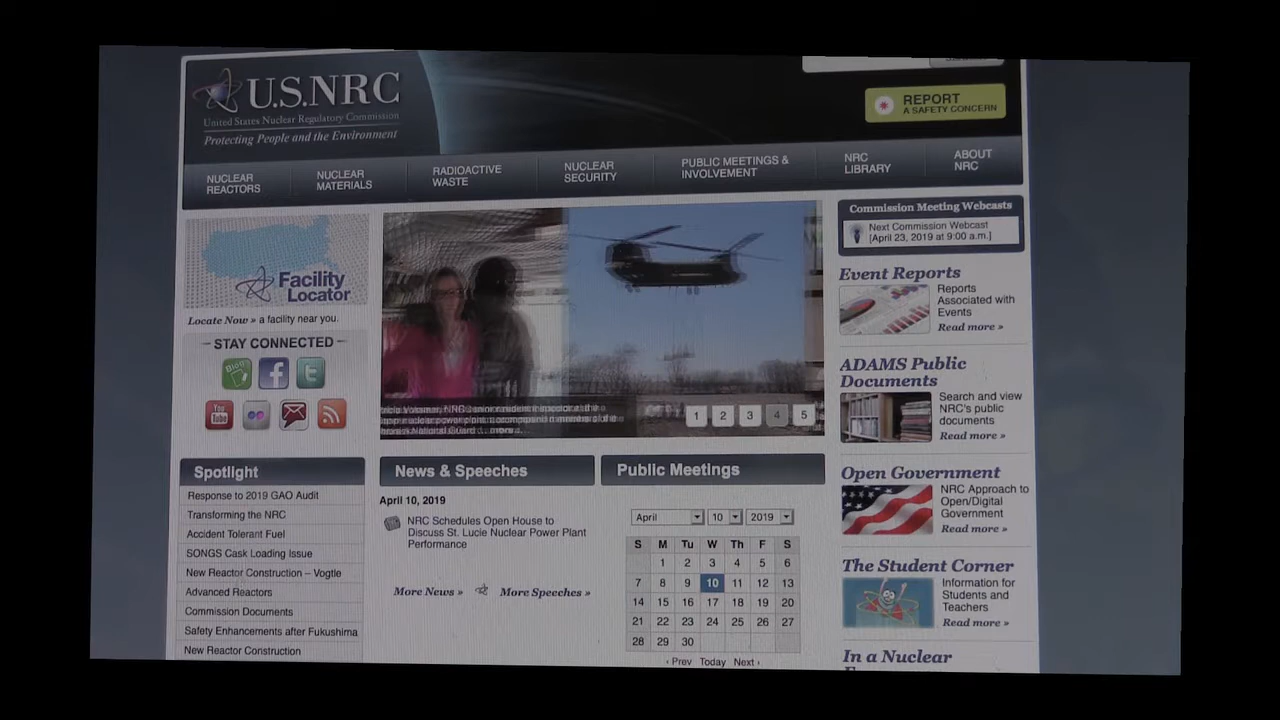 U.S.NRC
United States Nuclear Regulatory Commission
Protecting People and the Environment
REPORT
A SAFETY CONCERN
NUCLEAR
REACTORS
NUCLEAR
MATERIALS
RADIOACTIVE
WASTE
NUCLEAR
SECURITY
PUBLIC MEETINGS &
INVOLVEMENT
NRC
LIBRARY
ABOUT
NRC
Facility
Locator
Locate Now » a facility near you.
STAY CONNECTED
Blog
You
Tube
1 2 3 4 5
Commission Meeting Webcasts
Next Commission Webcast
[April 23, 2019 at 9:00 a.m.]
Event Reports
Reports
Associated with
Events
Read more »
ADAMS Public
Documents
Search and view
NRC's public
documents
Read more »
Open Government
NRC Approach to
Open/Digital
Government
Read more »
The Student Corner
Information for
Students and
Teachers
Read more »
In a Nuclear
Spotlight
Response to 2019 GAO Audit
Transforming the NRC
Accident Tolerant Fuel
SONGS Cask Loading Issue
New Reactor Construction – Vogtle
Advanced Reactors
Commission Documents
Safety Enhancements after Fukushima
New Reactor Construction
News & Speeches
April 10, 2019
NRC Schedules Open House to
Discuss St. Lucie Nuclear Power Plant
Performance
More News » More Speeches »
Public Meetings
April 10 2019
S M Tu W Th F S
1 2 3 4 5 6
7 8 9 10 11 12 13
14 15 16 17 18 19 20
21 22 23 24 25 26 27
28 29 30
‹ Prev Today Next ›